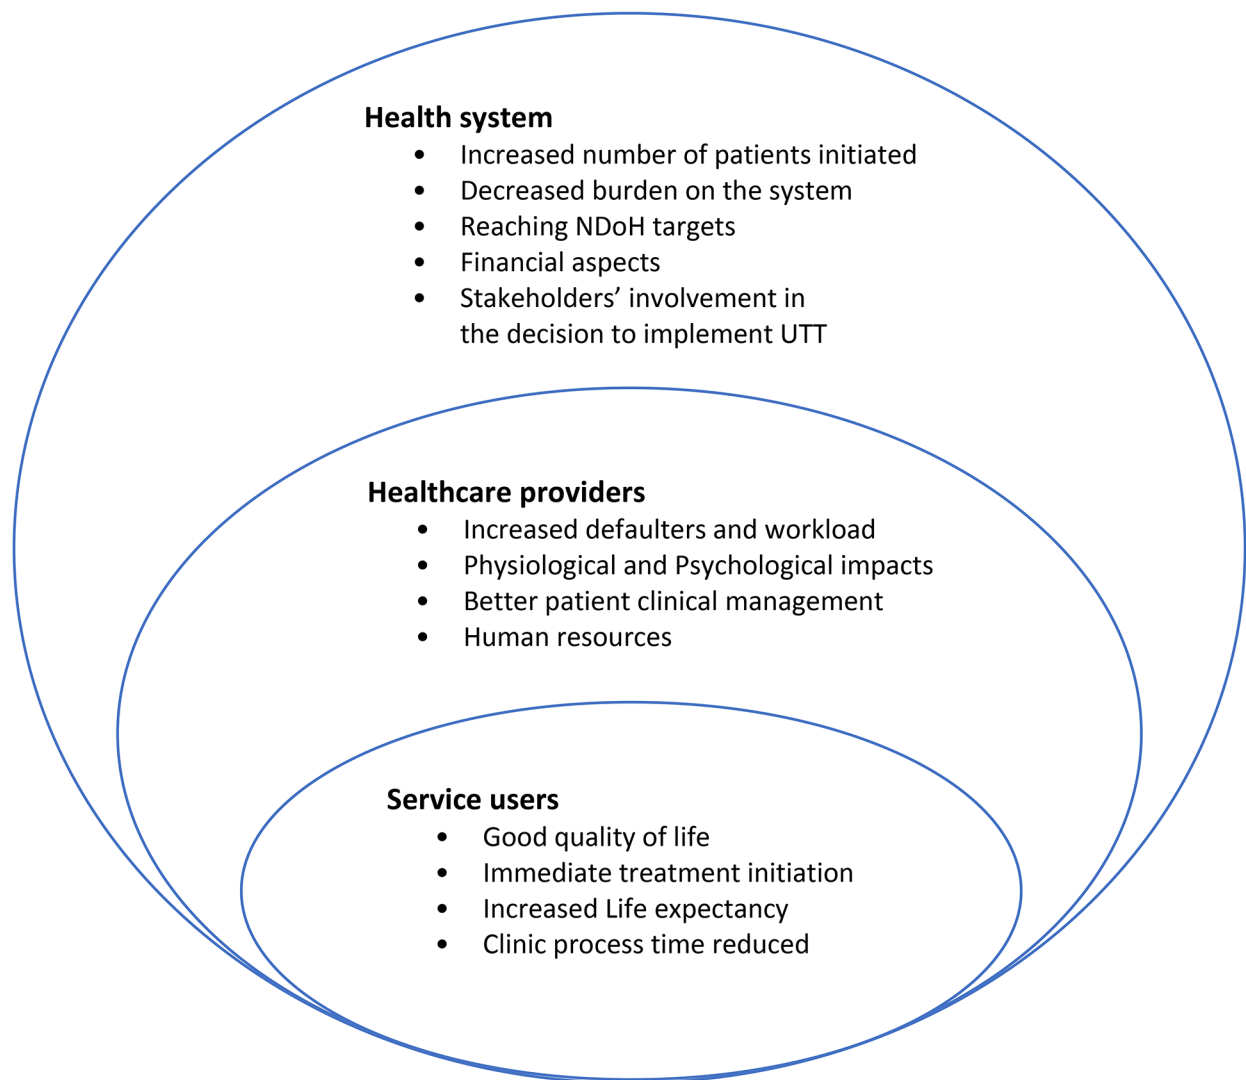 Health system
• Increased number of patients initiated
• Decreased burden on the system
• Reaching NDoH targets
• Financial aspects
• Stakeholders’ involvement in
the decision to implement UTT
Healthcare providers
• Increased defaulters and workload
• Physiological and Psychological impacts
• Better patient clinical management
• Human resources
Service users
• Good quality of life
• Immediate treatment initiation
• Increased Life expectancy
• Clinic process time reduced